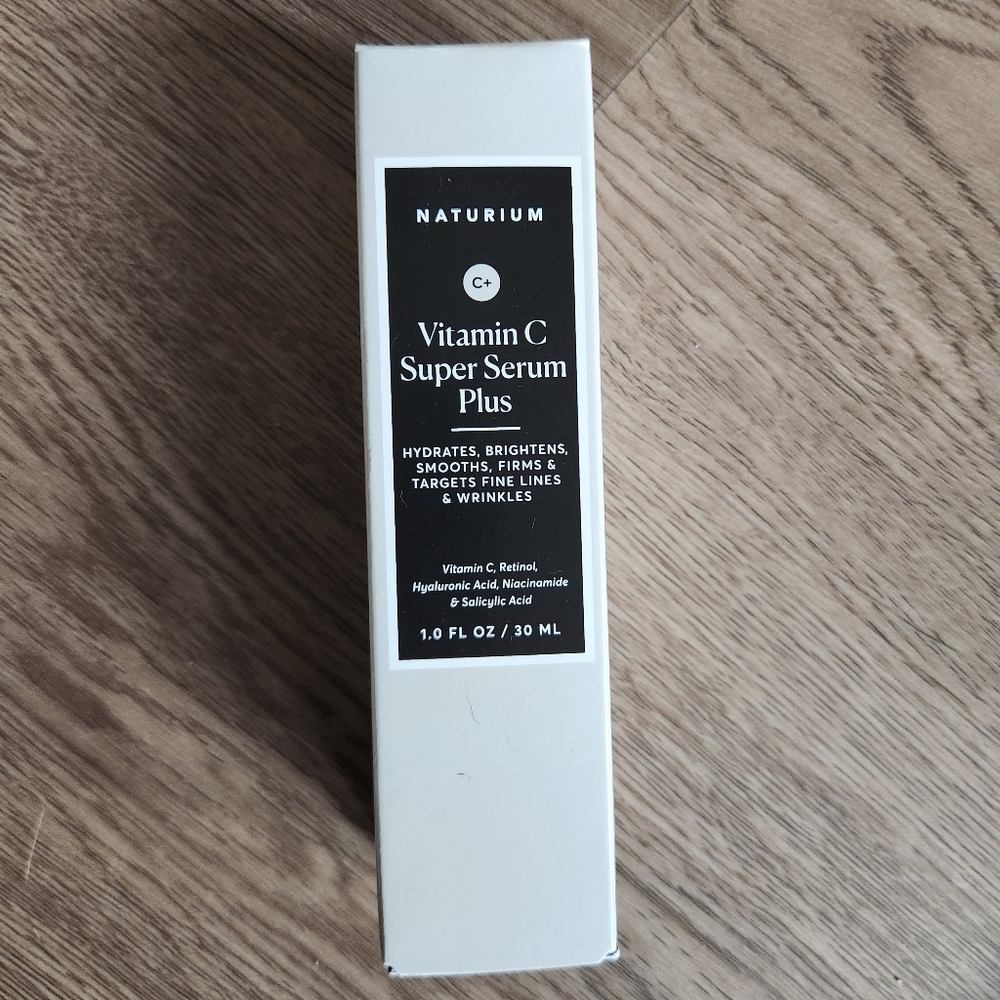 NATURIUM
C+
Vitamin C
Super Serum
Plus
HYDRATES, BRIGHTENS,
SMOOTHS, FIRMS &
TARGETS FINE LINES
& WRINKLES
Vitamin C, Retinol,
Hyaluronic Acid, Niacinamide
& Salicylic Acid
1.0 FL OZ / 30 ML